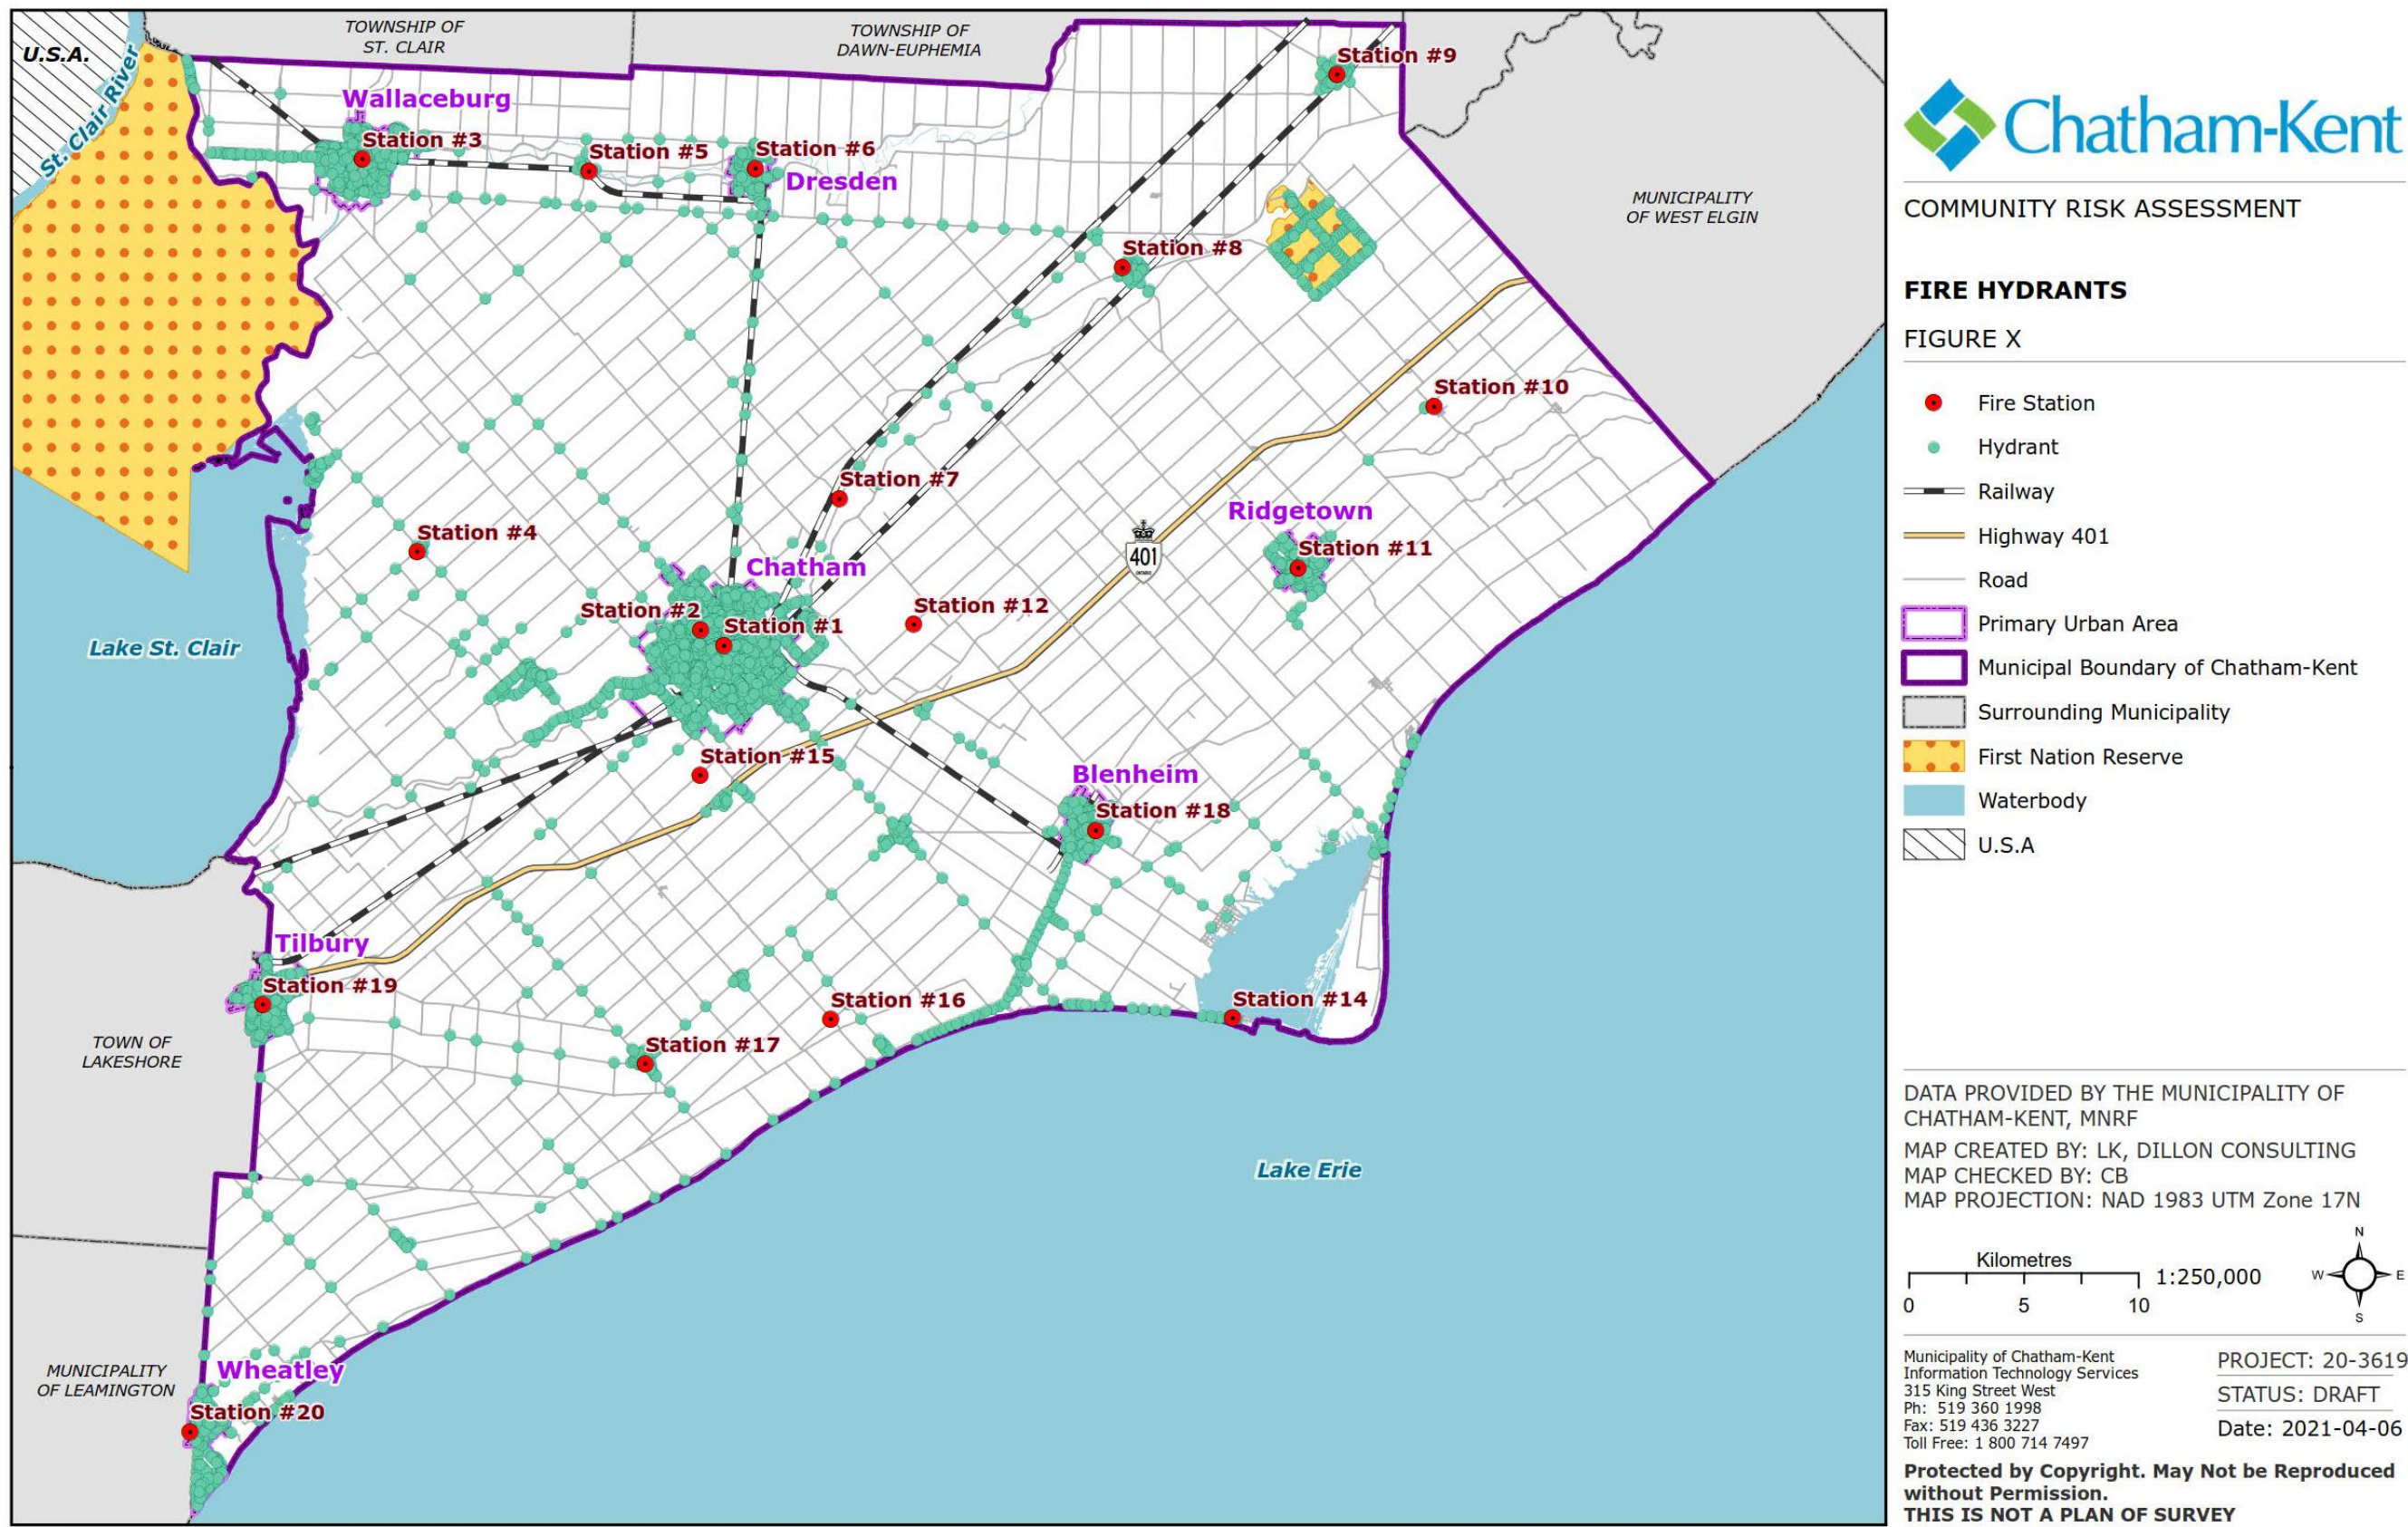 TOWNSHIP OF
ST. CLAIR
TOWNSHIP OF
DAWN-EUPHEMIA
U.S.A.
St. Clair River
Station #9
Wallaceburg
Station #3
Station #5
Station #6
Dresden
MUNICIPALITY
OF WEST ELGIN
Station #8
Station #10
Station #7
Ridgetown
Station #4
Station #11
401
ONTARIO
Chatham
Station #2
Station #12
Station #1
Lake St. Clair
Station #15
Blenheim
Station #18
Tilbury
Station #19
Station #16
Station #14
TOWN OF
LAKESHORE
Station #17
Lake Erie
MUNICIPALITY
OF LEAMINGTON
Wheatley
Station #20
Chatham-Kent
COMMUNITY RISK ASSESSMENT
FIRE HYDRANTS
FIGURE X
Fire Station
Hydrant
Railway
Highway 401
Road
Primary Urban Area
Municipal Boundary of Chatham-Kent
Surrounding Municipality
First Nation Reserve
Waterbody
U.S.A
DATA PROVIDED BY THE MUNICIPALITY OF
CHATHAM-KENT, MNRF
MAP CREATED BY: LK, DILLON CONSULTING
MAP CHECKED BY: CB
MAP PROJECTION: NAD 1983 UTM Zone 17N
Kilometres
1:250,000
0 5 10
N
W E
S
Municipality of Chatham-Kent
Information Technology Services
315 King Street West
Ph: 519 360 1998
Fax: 519 436 3227
Toll Free: 1 800 714 7497
PROJECT: 20-3619
STATUS: DRAFT
Date: 2021-04-06
Protected by Copyright. May Not be Reproduced
without Permission.
THIS IS NOT A PLAN OF SURVEY